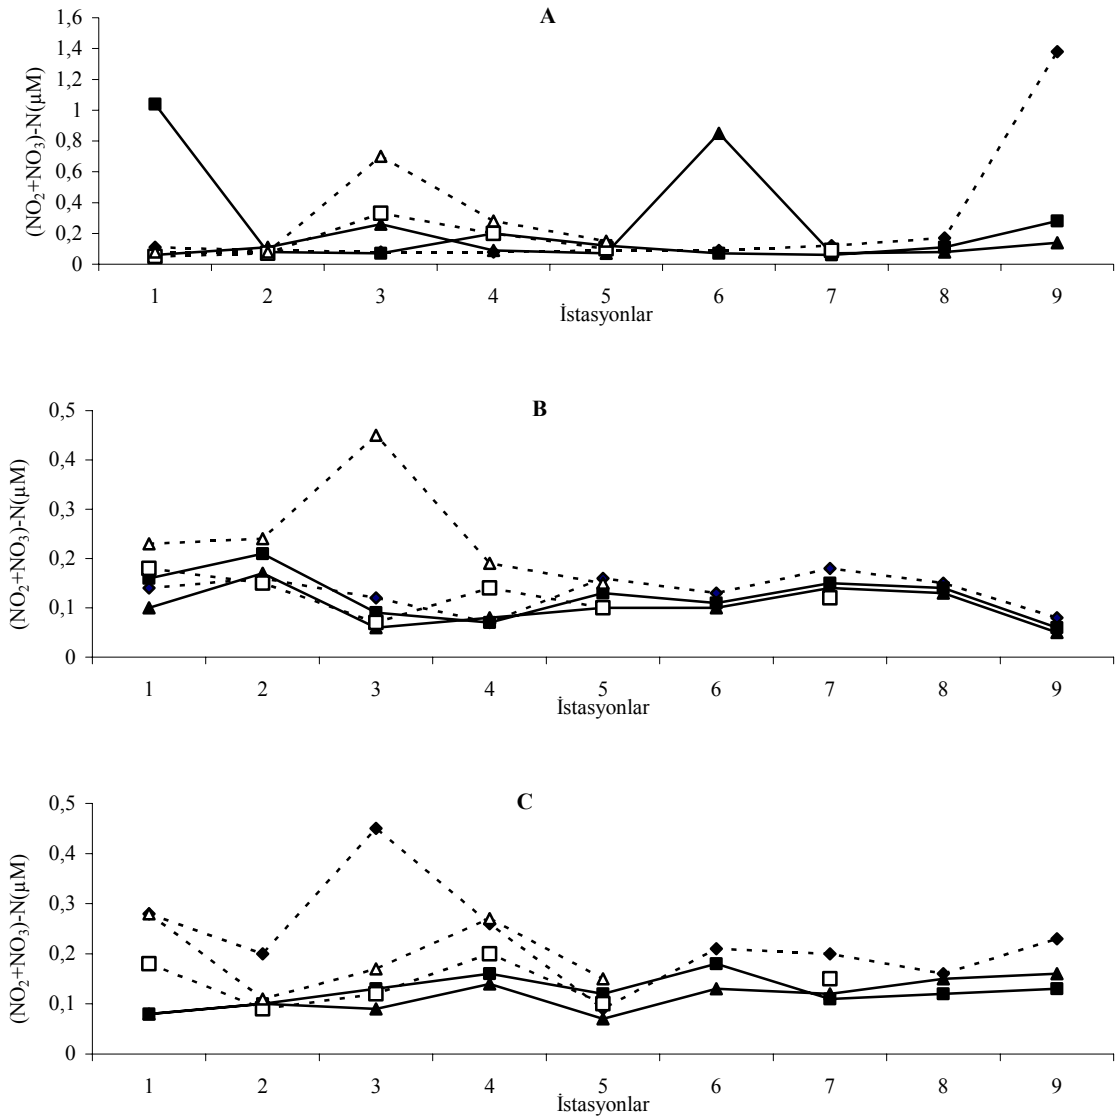 A
(NO₂+NO₃)-N(µM)
1,6
1,4
1,2
1
0,8
0,6
0,4
0,2
0
1 2 3 4 5 6 7 8 9
İstasyonlar
B
(NO₂+NO₃)-N(µM)
0,5
0,4
0,3
0,2
0,1
0
1 2 3 4 5 6 7 8 9
İstasyonlar
C
(NO₂+NO₃)-N(µM)
0,5
0,4
0,3
0,2
0,1
0
1 2 3 4 5 6 7 8 9
İstasyonlar